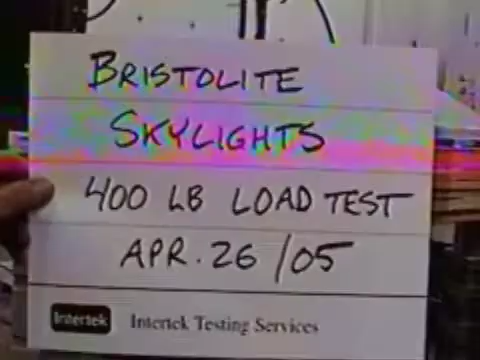 BRISTOLITE
SKYLIGHTS
400 LB LOAD TEST
APR. 26/05
Intertek Intertek Testing Services